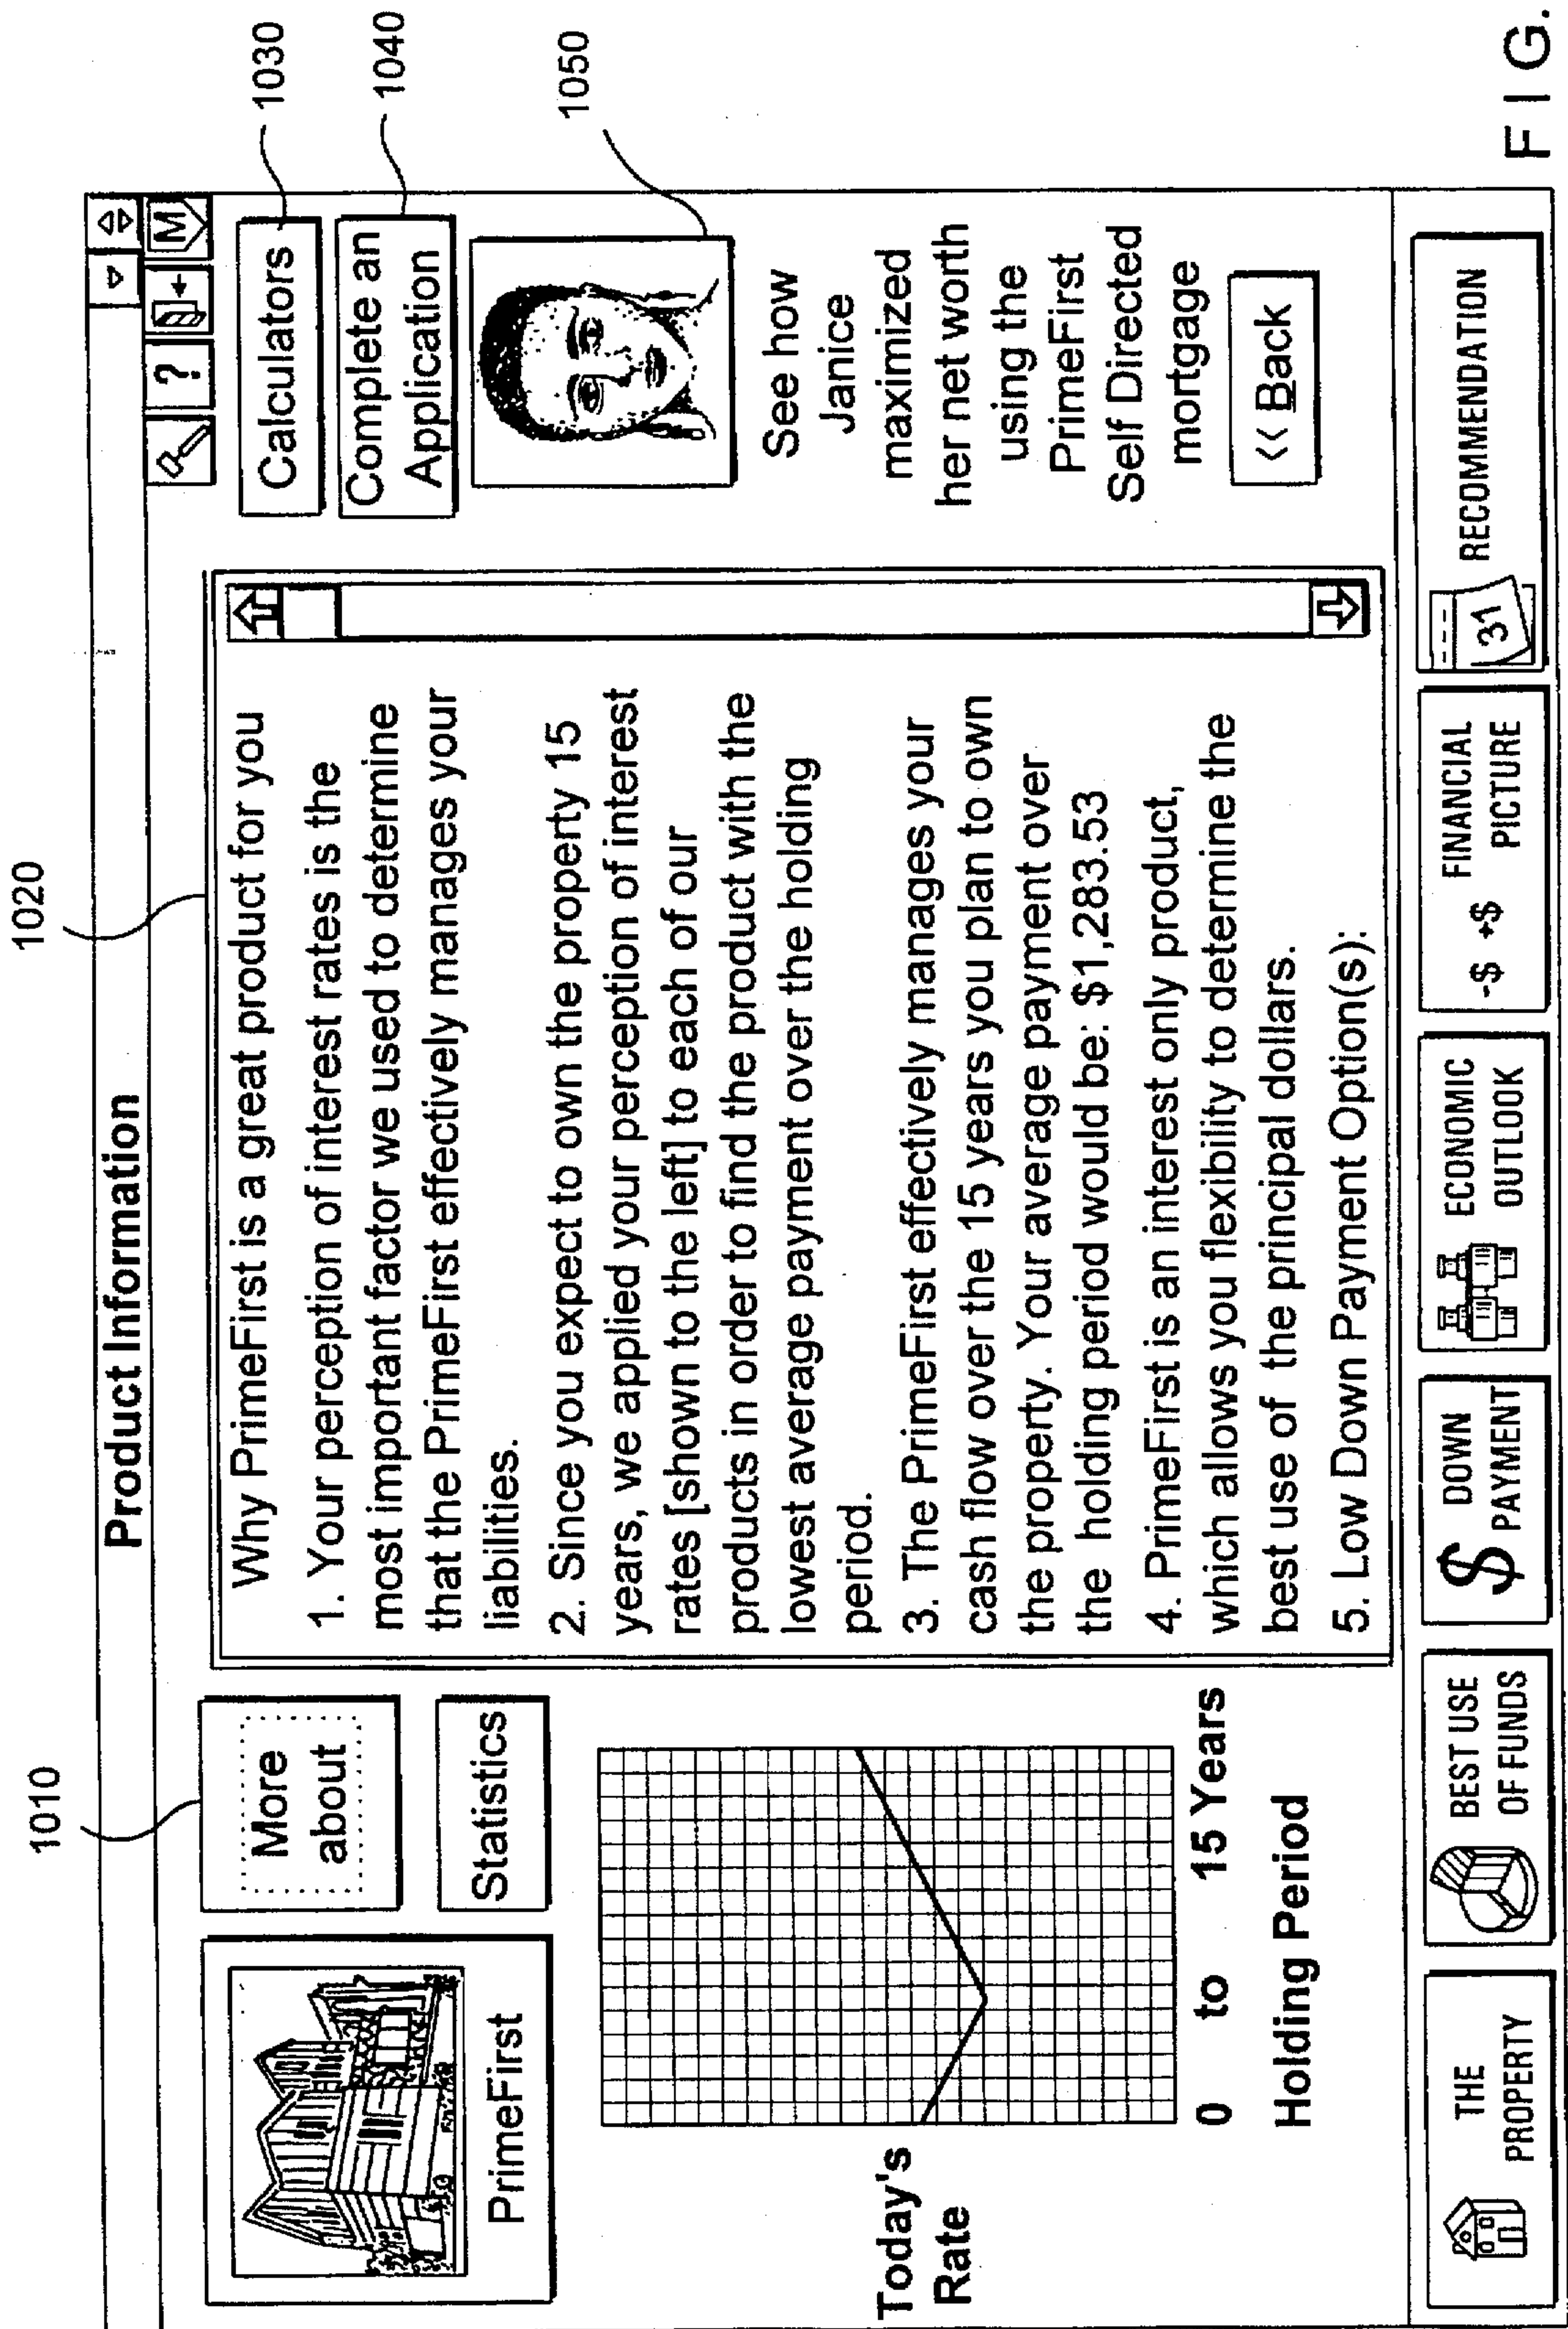 1010
1020
Product Information
?
M
PrimeFirst
More
about
Statistics
Today's
Rate
0 to 15 Years
Holding Period
Why PrimeFirst is a great product for you
1. Your perception of interest rates is the
most important factor we used to determine
that the PrimeFirst effectively manages your
liabilities.
2. Since you expect to own the property 15
years, we applied your perception of interest
rates [shown to the left] to each of our
products in order to find the product with the
lowest average payment over the holding
period.
3. The PrimeFirst effectively manages your
cash flow over the 15 years you plan to own
the property. Your average payment over
the holding period would be: $1,283.53
4. PrimeFirst is an interest only product,
which allows you flexibility to determine the
best use of the principal dollars.
5. Low Down Payment Option(s):
Calculators
1030
Complete an
Application
1040
1050
See how
Janice
maximized
her net worth
using the
PrimeFirst
Self Directed
mortgage
<< Back
THE
PROPERTY
BEST USE
OF FUNDS
$ DOWN
PAYMENT
ECONOMIC
OUTLOOK
-$ +$ FINANCIAL
PICTURE
31 RECOMMENDATION
FIG.